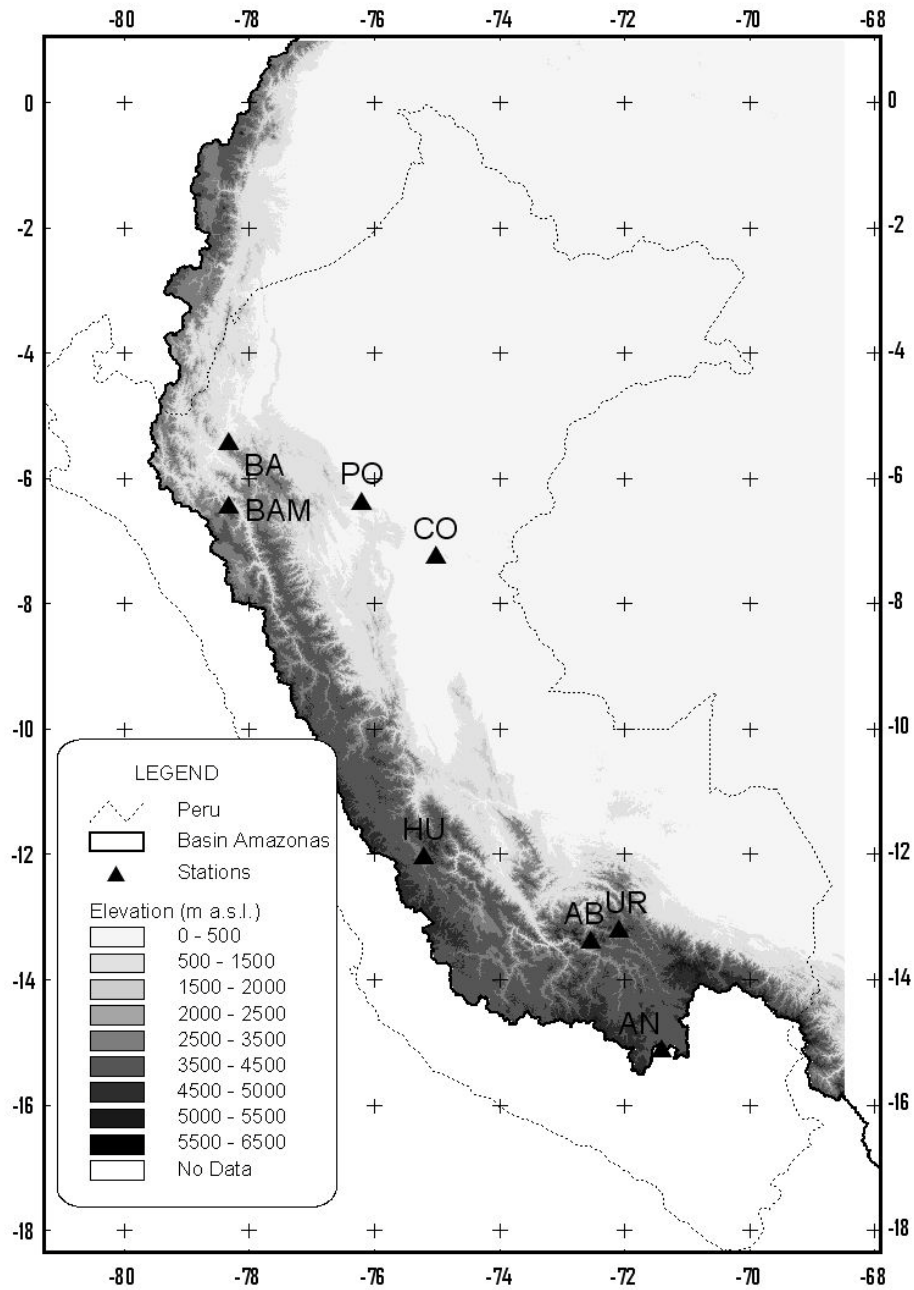 -80 -78 -76 -74 -72 -70 -68
0 0
-2 -2
-4 -4
BA PO
-6 -6
BAM
CO
-8 -8
-10 -10
LEGEND
Peru
Basin Amazonas
Stations
Elevation (m a.s.l.)
0 - 500
500 - 1500
1500 - 2000
2000 - 2500
2500 - 3500
3500 - 4500
4500 - 5000
5000 - 5500
5500 - 6500
No Data
HU
-12 -12
AB UR
-14 -14
AN
-16 -16
-18 -18
-80 -78 -76 -74 -72 -70 -68